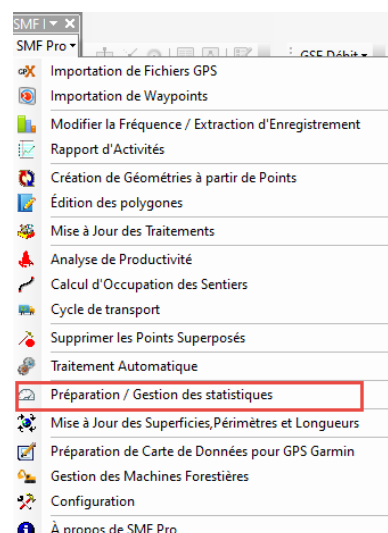 SMF I
SMF Pro
GSF Débit
Importation de Fichiers GPS
Importation de Waypoints
Modifier la Fréquence / Extraction d'Enregistrement
Rapport d'Activités
Création de Géométries à partir de Points
Édition des polygones
Mise à Jour des Traitements
Analyse de Productivité
Calcul d'Occupation des Sentiers
Cycle de transport
Supprimer les Points Superposés
Traitement Automatique
Préparation / Gestion des statistiques
Mise à Jour des Superficies,Périmètres et Longueurs
Préparation de Carte de Données pour GPS Garmin
Gestion des Machines Forestières
Configuration
À propos de SMF Pro